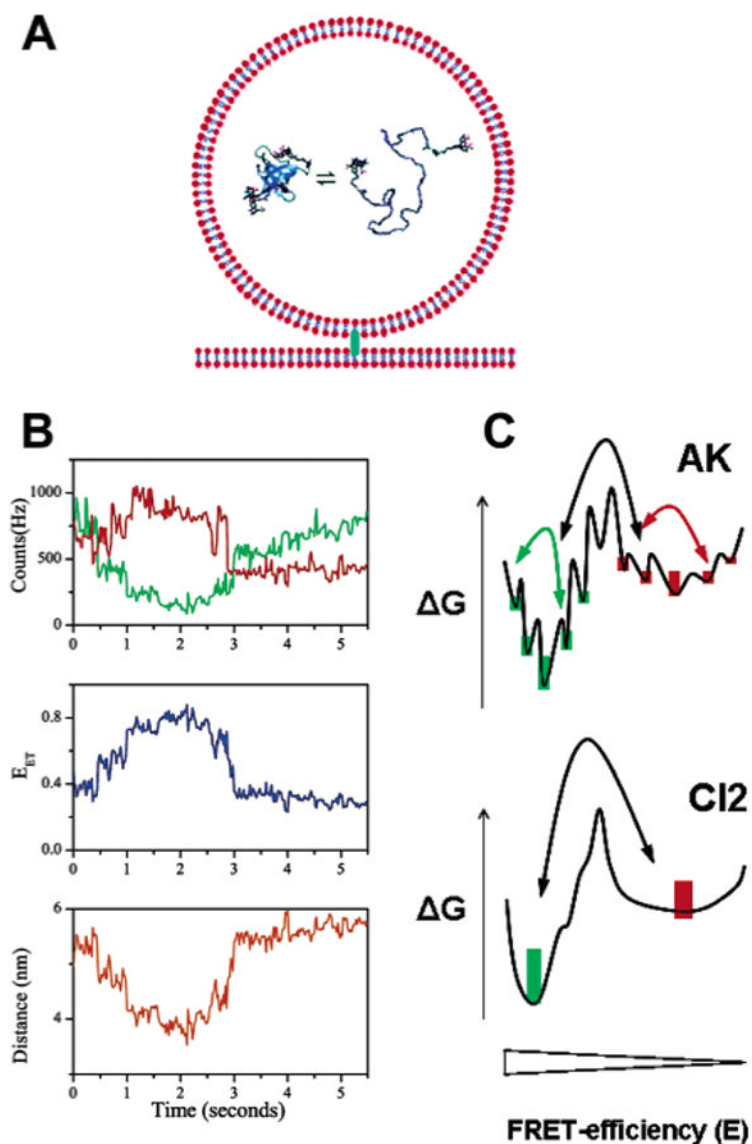 A
B
Counts(Hz)
1000
500
0
0 1 2 3 4 5
E_ET
0.8
0.4
0.0
0 1 2 3 4 5
Distance (nm)
6
4
0 1 2 3 4 5
Time (seconds)
C
AK
ΔG
CI2
ΔG
FRET-efficiency (E)